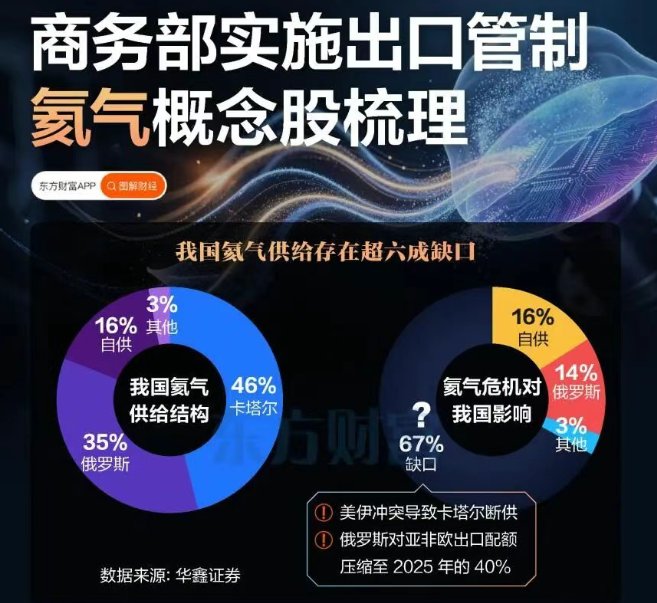 商务部实施出口管制
氦气概念股梳理
东方财富APP 图解财经
我国氦气供给存在超六成缺口
3%
其他
16%
自供
46%
卡塔尔
35%
俄罗斯
我国氦气
供给结构
16%
自供
14%
俄罗斯
3%
其他
?
67%
缺口
氦气危机对
我国影响
东方财富
! 美伊冲突导致卡塔尔断供
! 俄罗斯对亚非欧出口配额
压缩至 2025 年的 40%
数据来源: 华鑫证券